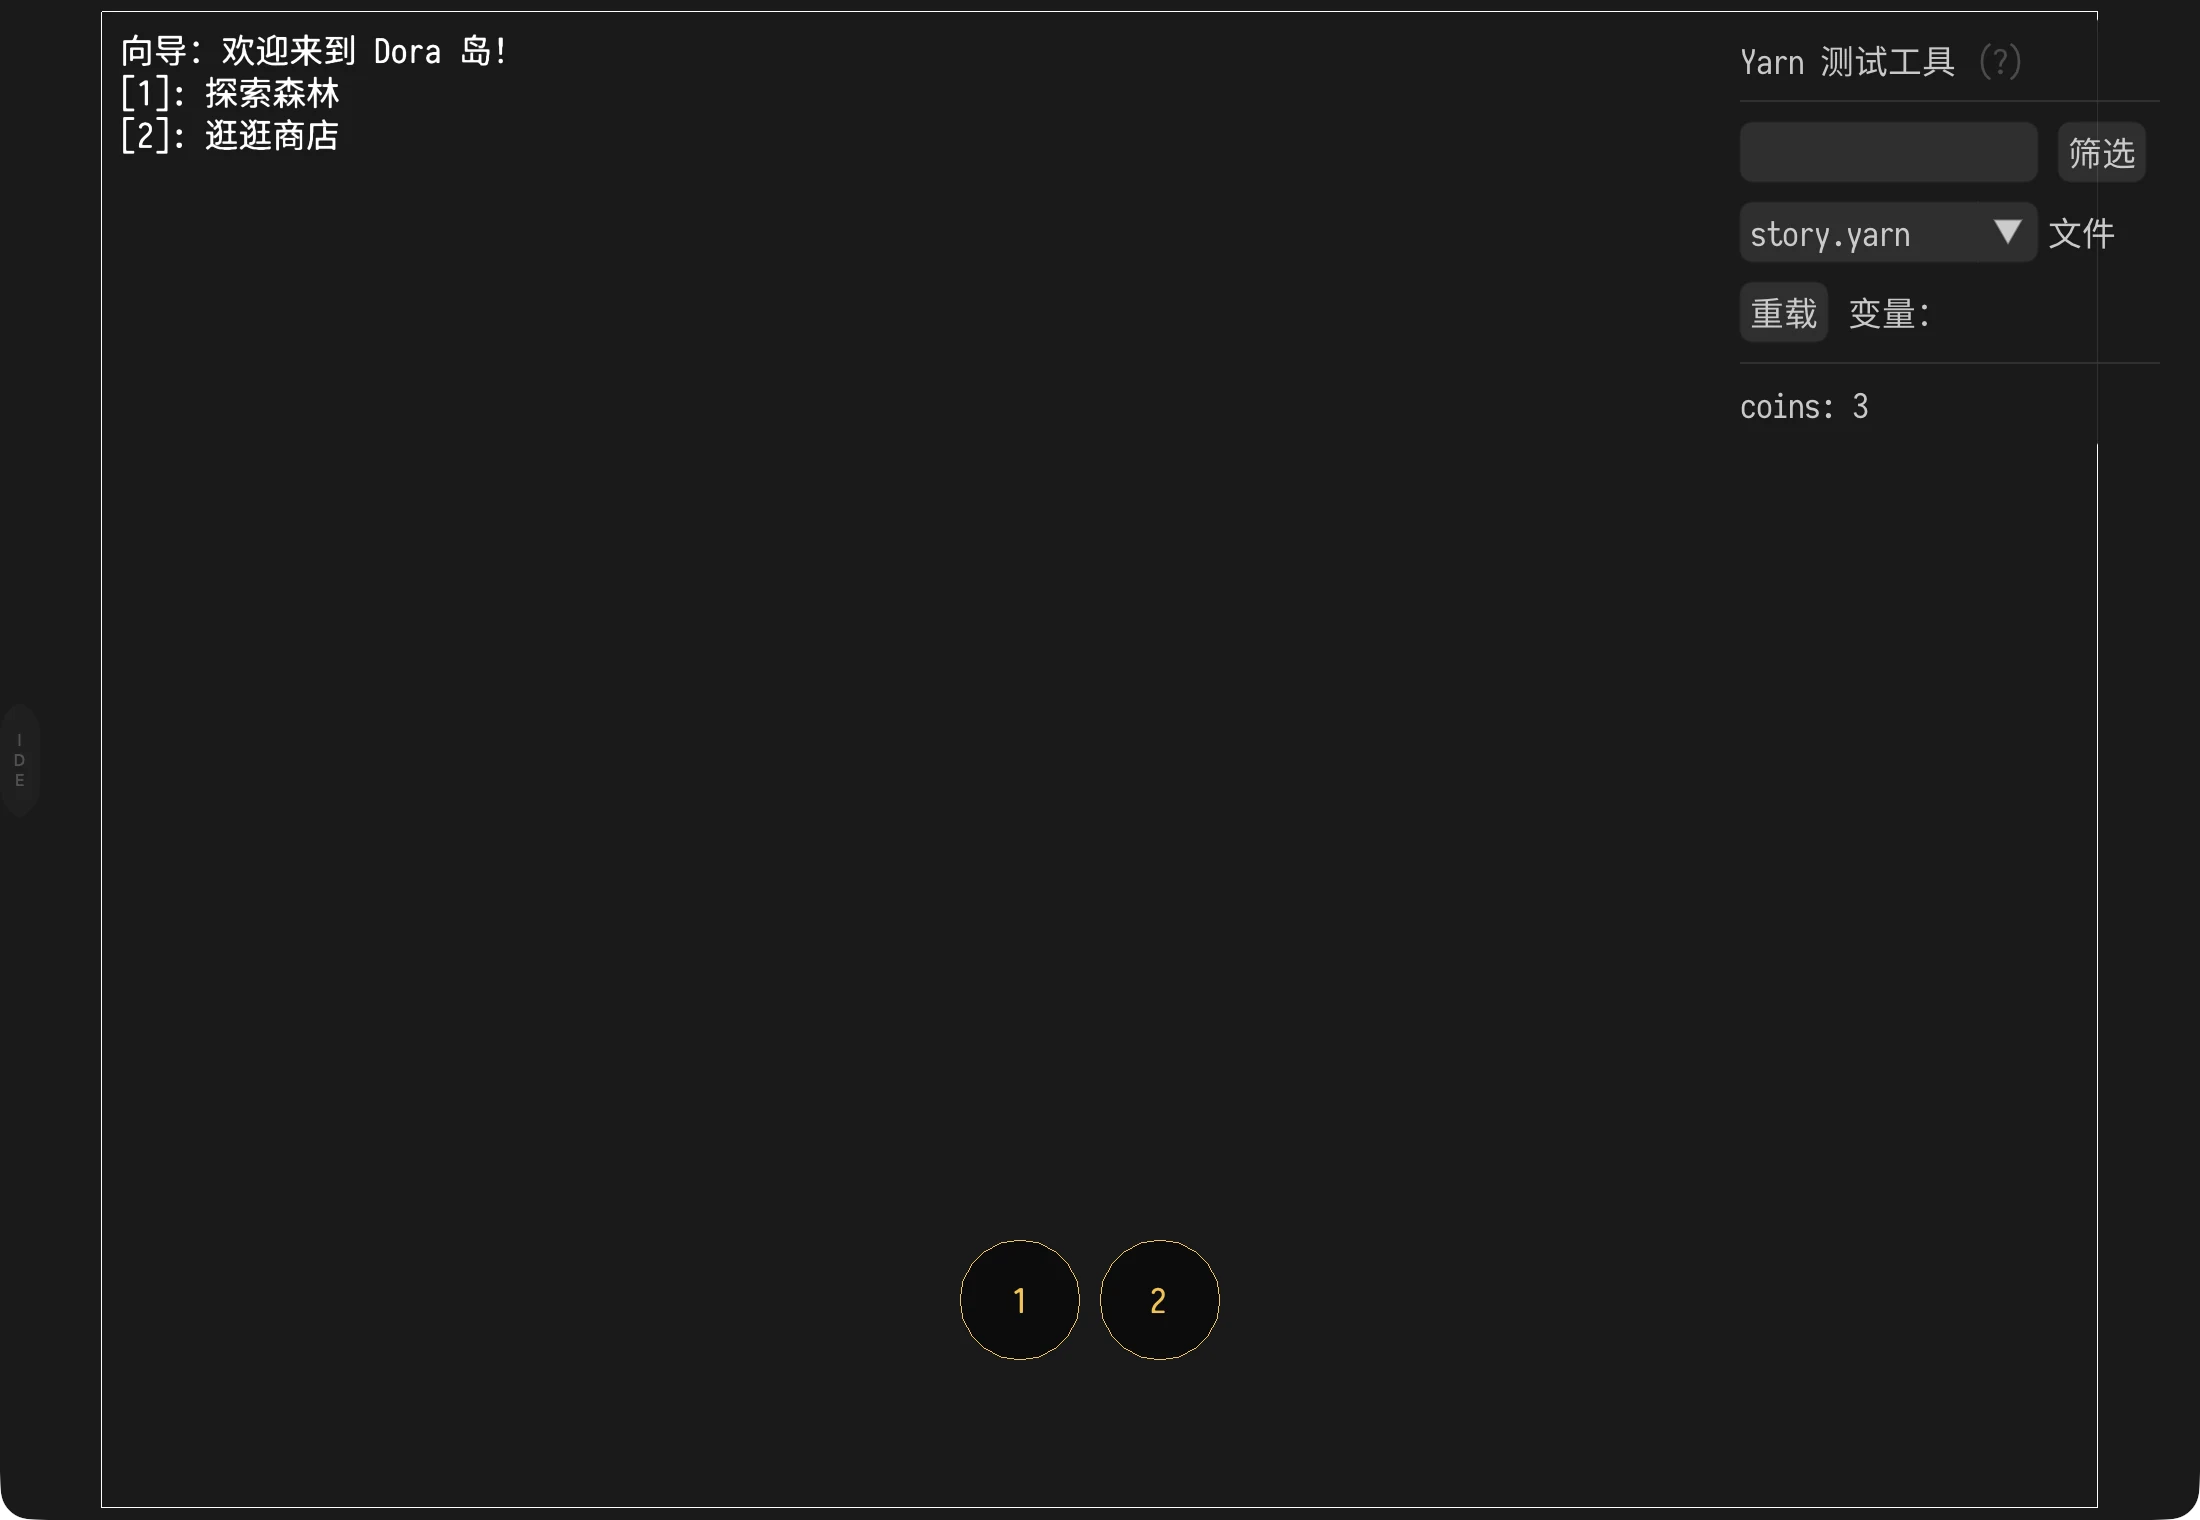 向导: 欢迎来到 Dora 岛!
[1]: 探索森林
[2]: 逛逛商店
Yarn 测试工具 (?)
筛选
story.yarn ▼ 文件
重载 变量:
coins: 3
I
D
E
1
2